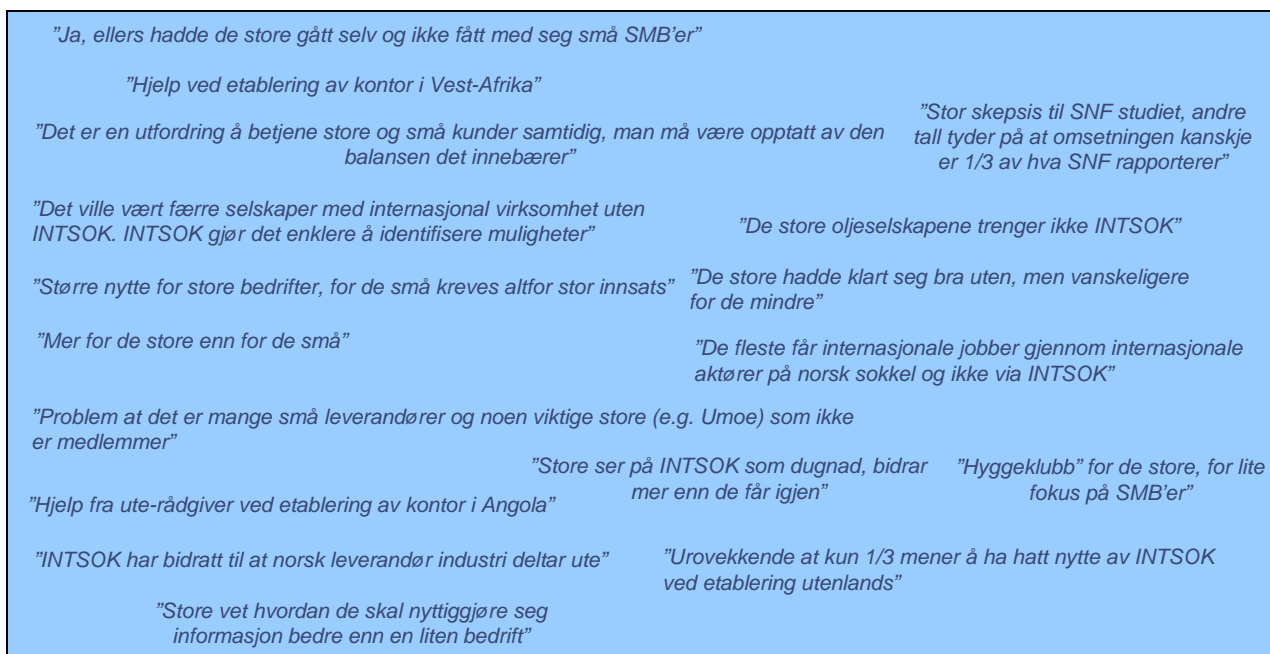 ”Ja, ellers hadde de store gått selv og ikke fått med seg små SMB’er”
”Hjelp ved etablering av kontor i Vest-Afrika”
”Det er en utfordring å betjene store og små kunder samtidig, man må være opptatt av den
balansen det innebærer”
”Stor skepsis til SNF studiet, andre
tall tyder på at omsetningen kanskje
er 1/3 av hva SNF rapporterer”
”Det ville vært færre selskaper med internasjonal virksomhet uten
INTSOK. INTSOK gjør det enklere å identifisere muligheter”
”De store oljeselskapene trenger ikke INTSOK”
”Større nytte for store bedrifter, for de små kreves altfor stor innsats”
”De store hadde klart seg bra uten, men vanskeligere
for de mindre”
”Mer for de store enn for de små”
”De fleste får internasjonale jobber gjennom internasjonale
aktører på norsk sokkel og ikke via INTSOK”
”Problem at det er mange små leverandører og noen viktige store (e.g. Umoe) som ikke
er medlemmer”
”Store ser på INTSOK som dugnad, bidrar
mer enn de får igjen”
”Hyggeklubb” for de store, for lite
fokus på SMB’er”
”Hjelp fra ute-rådgiver ved etablering av kontor i Angola”
”INTSOK har bidratt til at norsk leverandør industri deltar ute”
”Urovekkende at kun 1/3 mener å ha hatt nytte av INTSOK
ved etablering utenlands”
”Store vet hvordan de skal nyttiggjøre seg
informasjon bedre enn en liten bedrift”